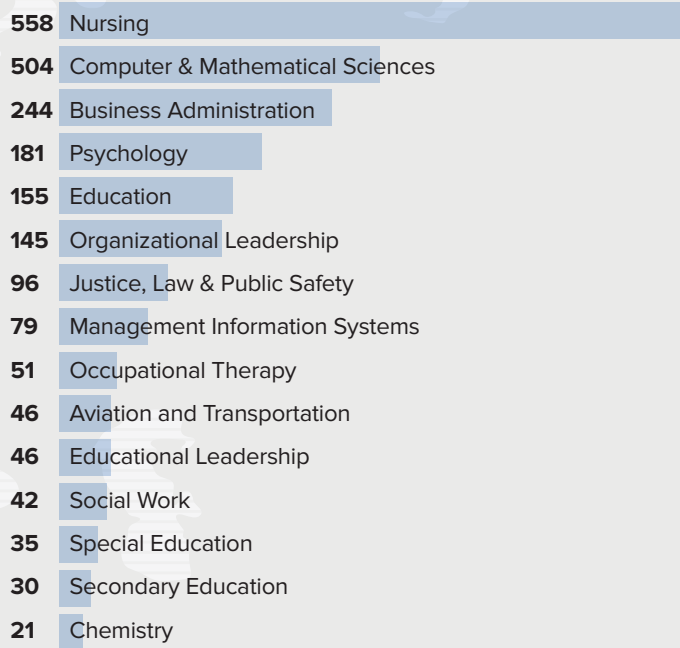 558 Nursing
504 Computer & Mathematical Sciences
244 Business Administration
181 Psychology
155 Education
145 Organizational Leadership
96 Justice, Law & Public Safety
79 Management Information Systems
51 Occupational Therapy
46 Aviation and Transportation
46 Educational Leadership
42 Social Work
35 Special Education
30 Secondary Education
21 Chemistry